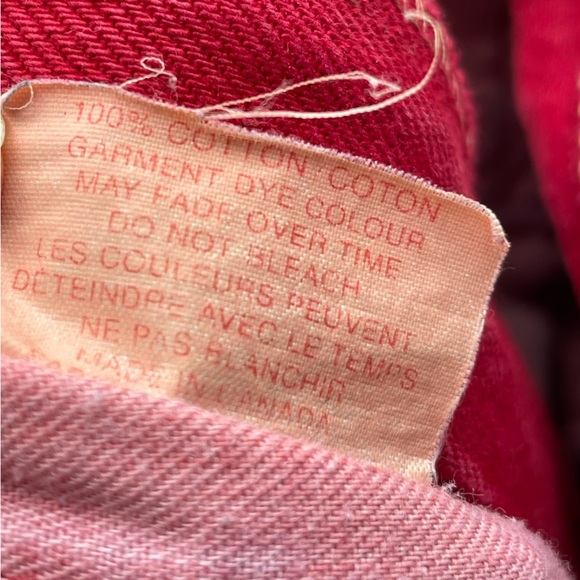 100% COTTON · COTON
GARMENT DYE COLOUR
MAY FADE OVER TIME
DO NOT BLEACH
LES COULEURS PEUVENT
DÉTEINDRE AVEC LE TEMPS
NE PAS BLANCHIR
MADE IN CANADA